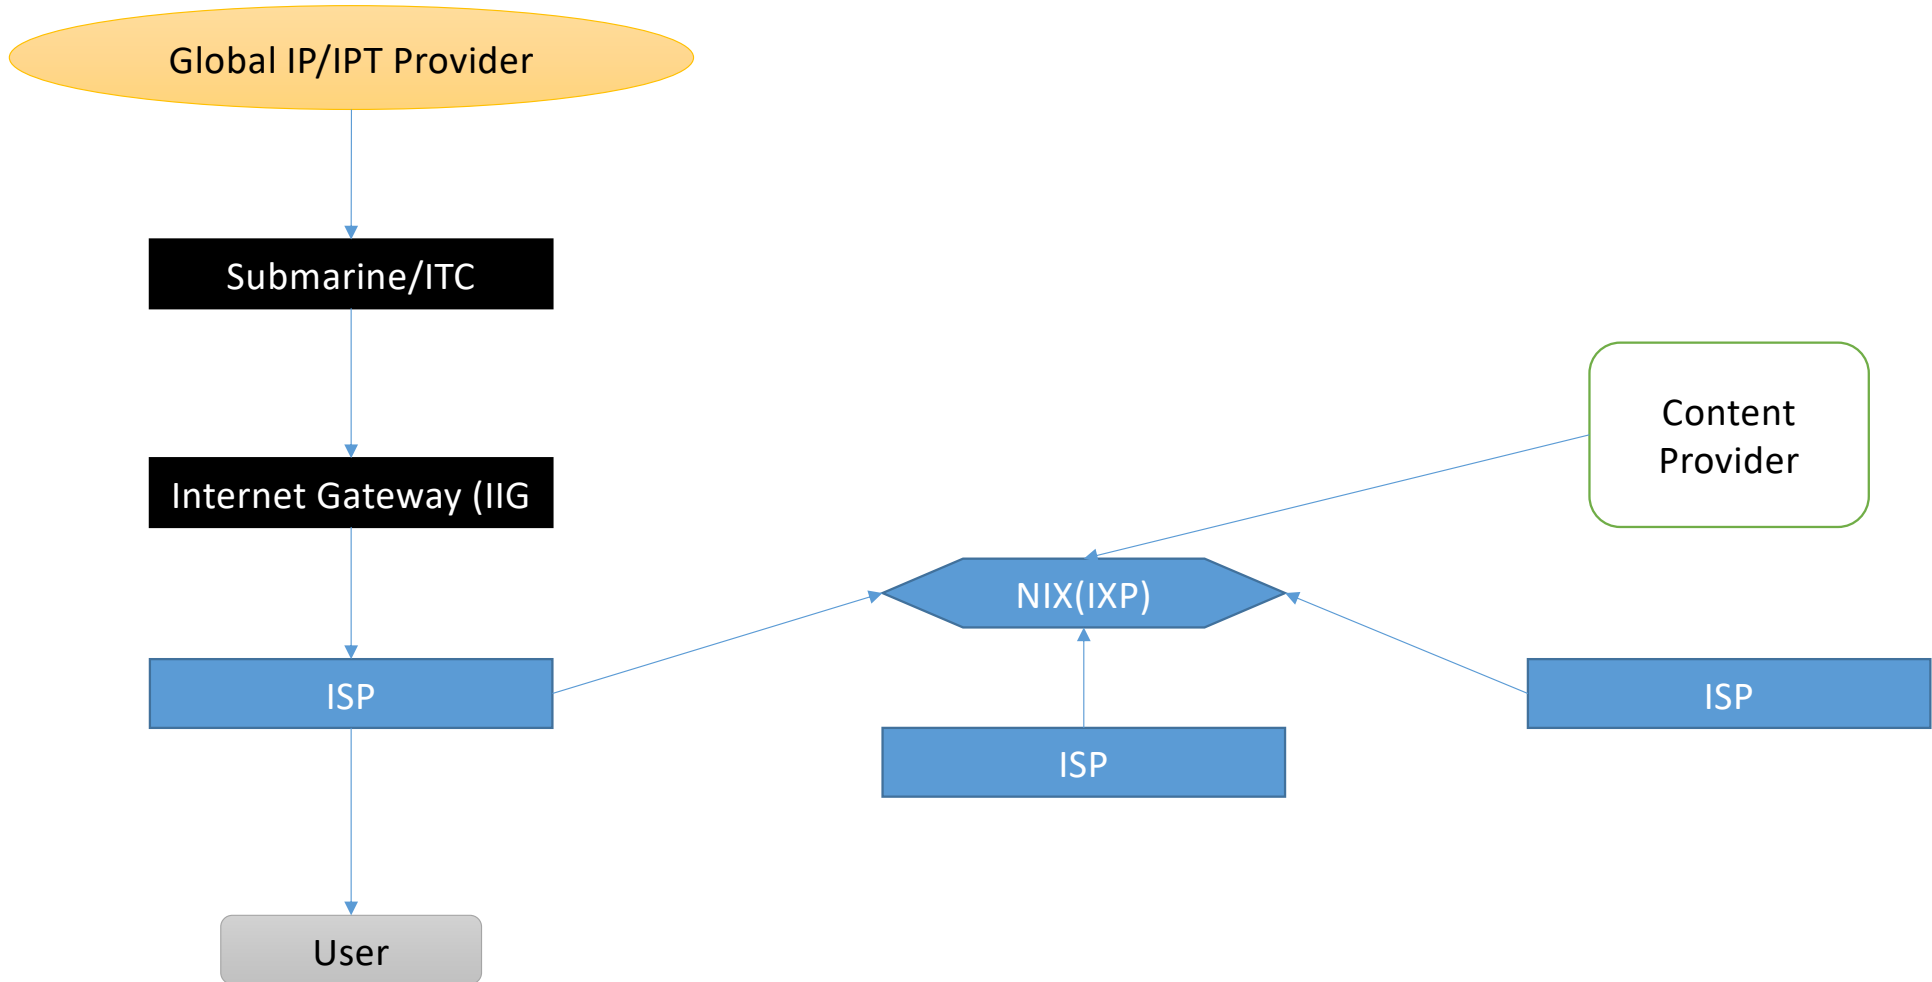 Global IP/IPT Provider
Submarine/ITC
Internet Gateway (IIG
Content
Provider
NIX(IXP)
ISP
ISP
ISP
User